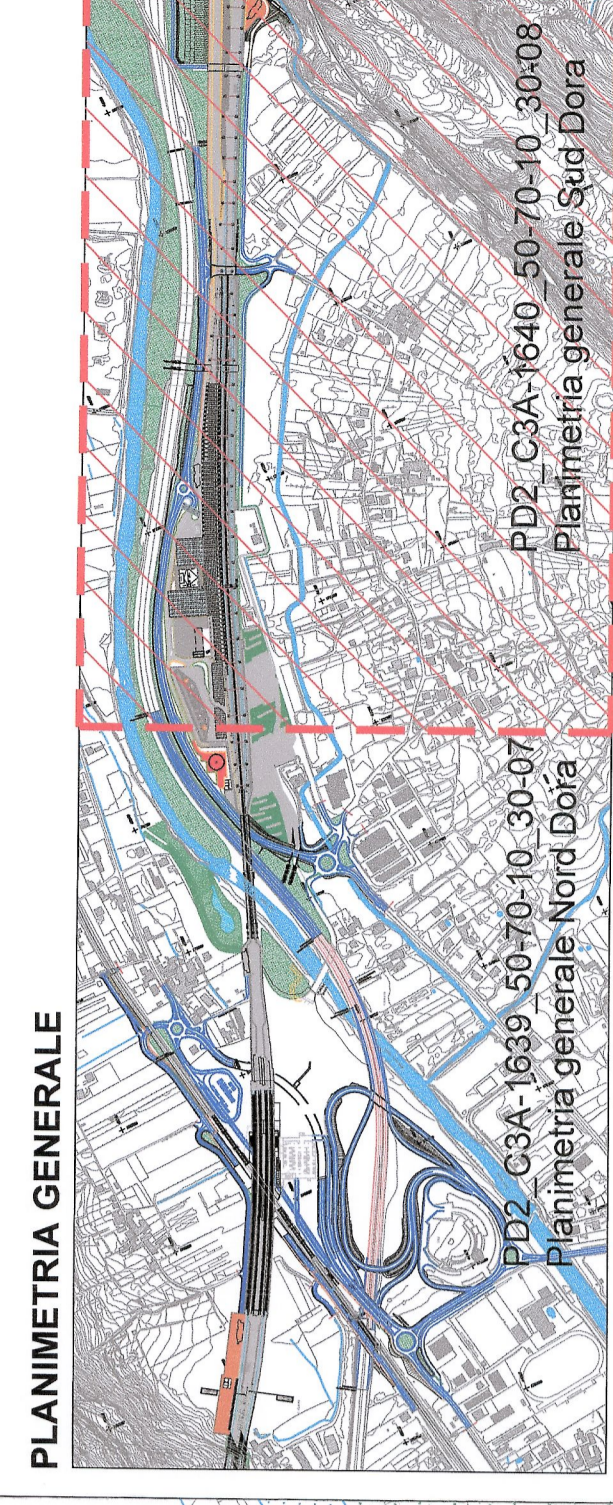 PLANIMETRIA GENERALE
PD2_C3A-1639_50-70-10_30-07
Planimetria generale Nord Dora
PD2_C3A-1640_50-70-10_30-08
Planimetria generale Sud Dora